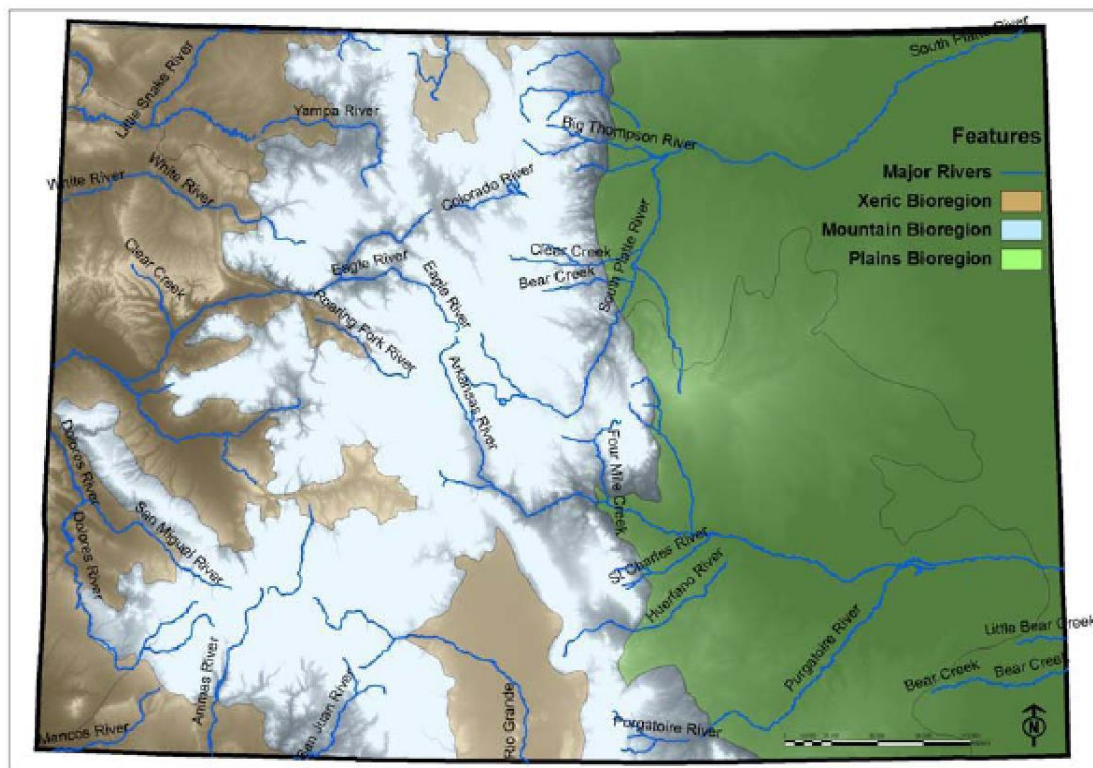 South Platte River
Little Snake River
Yampa River
Big Thompson River
Features
Major Rivers
Xeric Bioregion
Mountain Bioregion
Plains Bioregion
White River
White River
Colorado River
Clear Creek
Clear Creek
Bear Creek
South Platte River
Eagle River
Eagle River
Roaring Fork River
Arkansas River
Four Mile Creek
Dolores River
Dolores River
San Miguel River
St Charles River
Huerfano River
Purgatoire River
Little Bear Creek
Bear Creek
Bear Creek
Animas River
San Juan River
Rio Grande
Purgatoire River
Mancos River
N